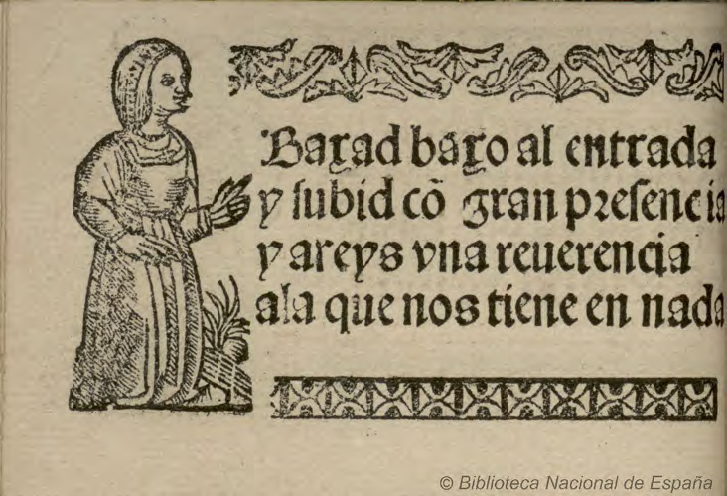 Baxad baxo al entrada
y subid cõ gran presencia
y areys vna reuerencia
ala que nos tiene en nada
© Biblioteca Nacional de España